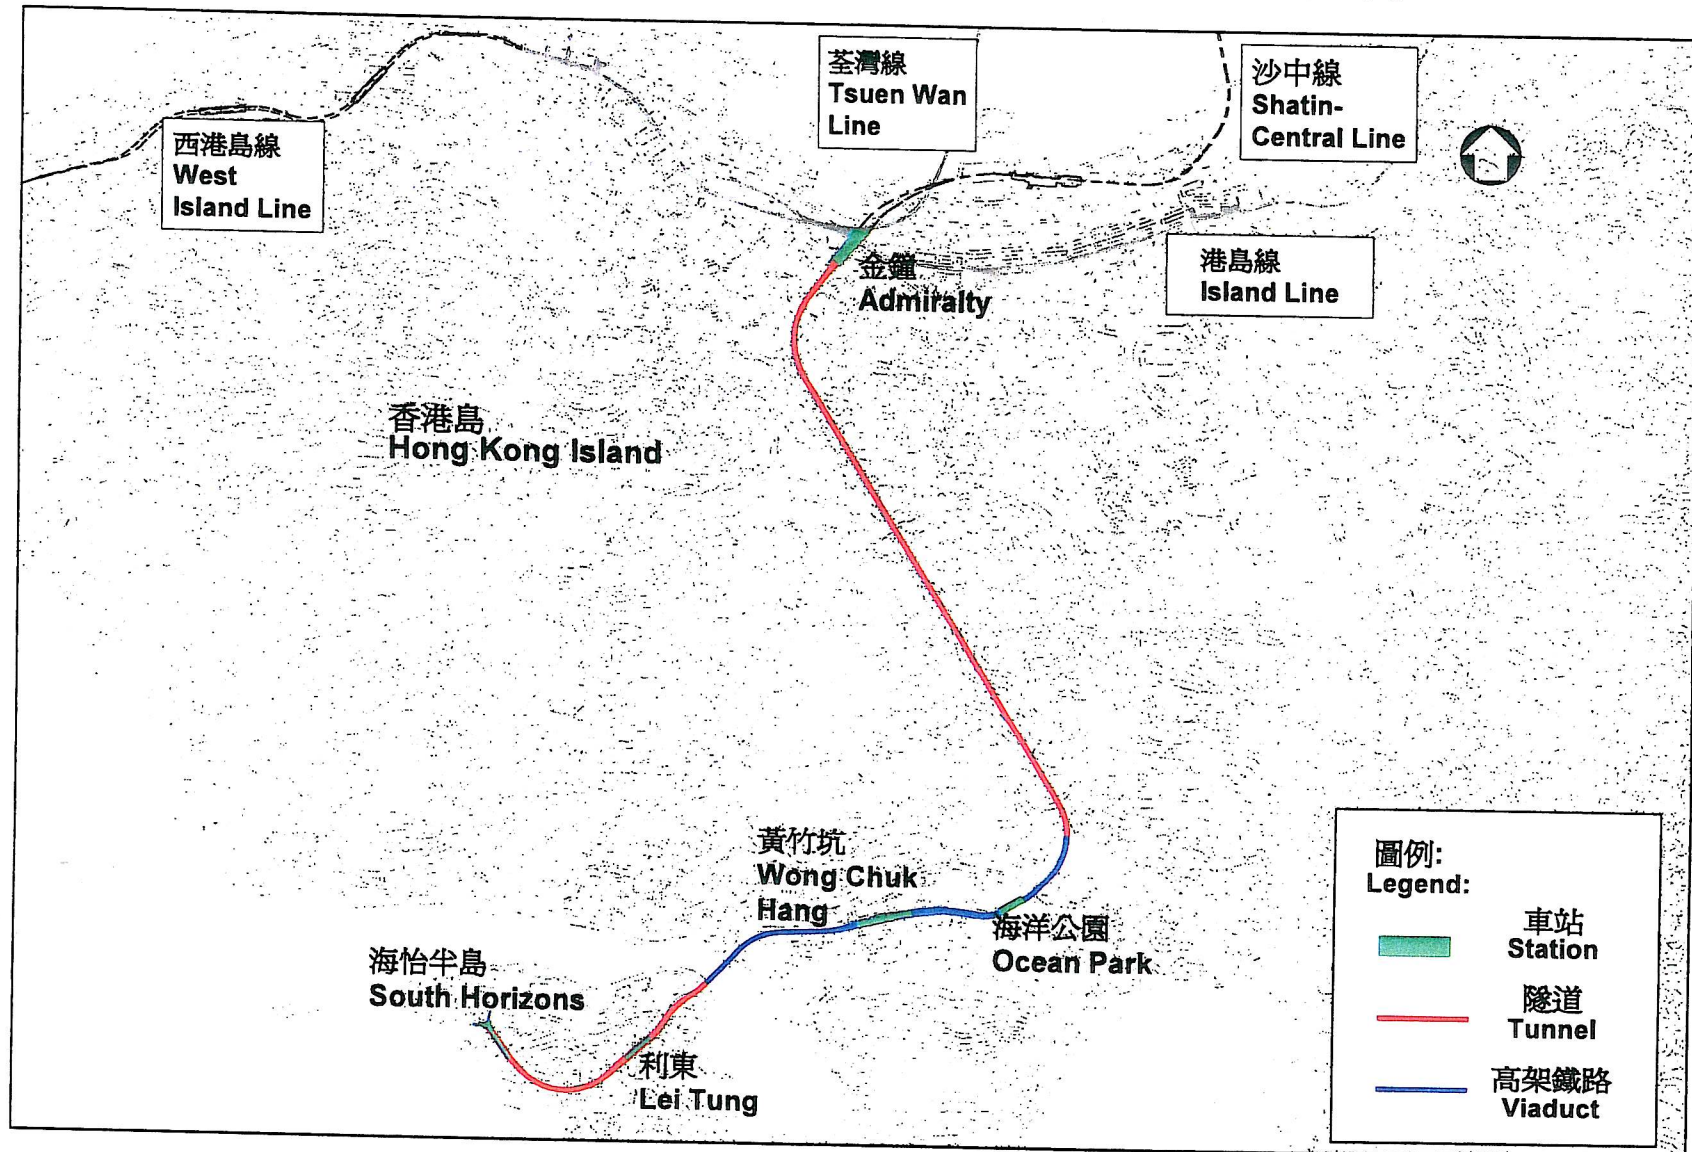 荃灣線
Tsuen Wan
Line
沙中線
Shatin-
Central Line
西港島線
West
Island Line
港島線
Island Line
金鐘
Admiralty
香港島
Hong Kong Island
黃竹坑
Wong Chuk
Hang
海洋公園
Ocean Park
海怡半島
South Horizons
利東
Lei Tung
圖例:
Legend:
車站
Station
隧道
Tunnel
高架鐵路
Viaduct